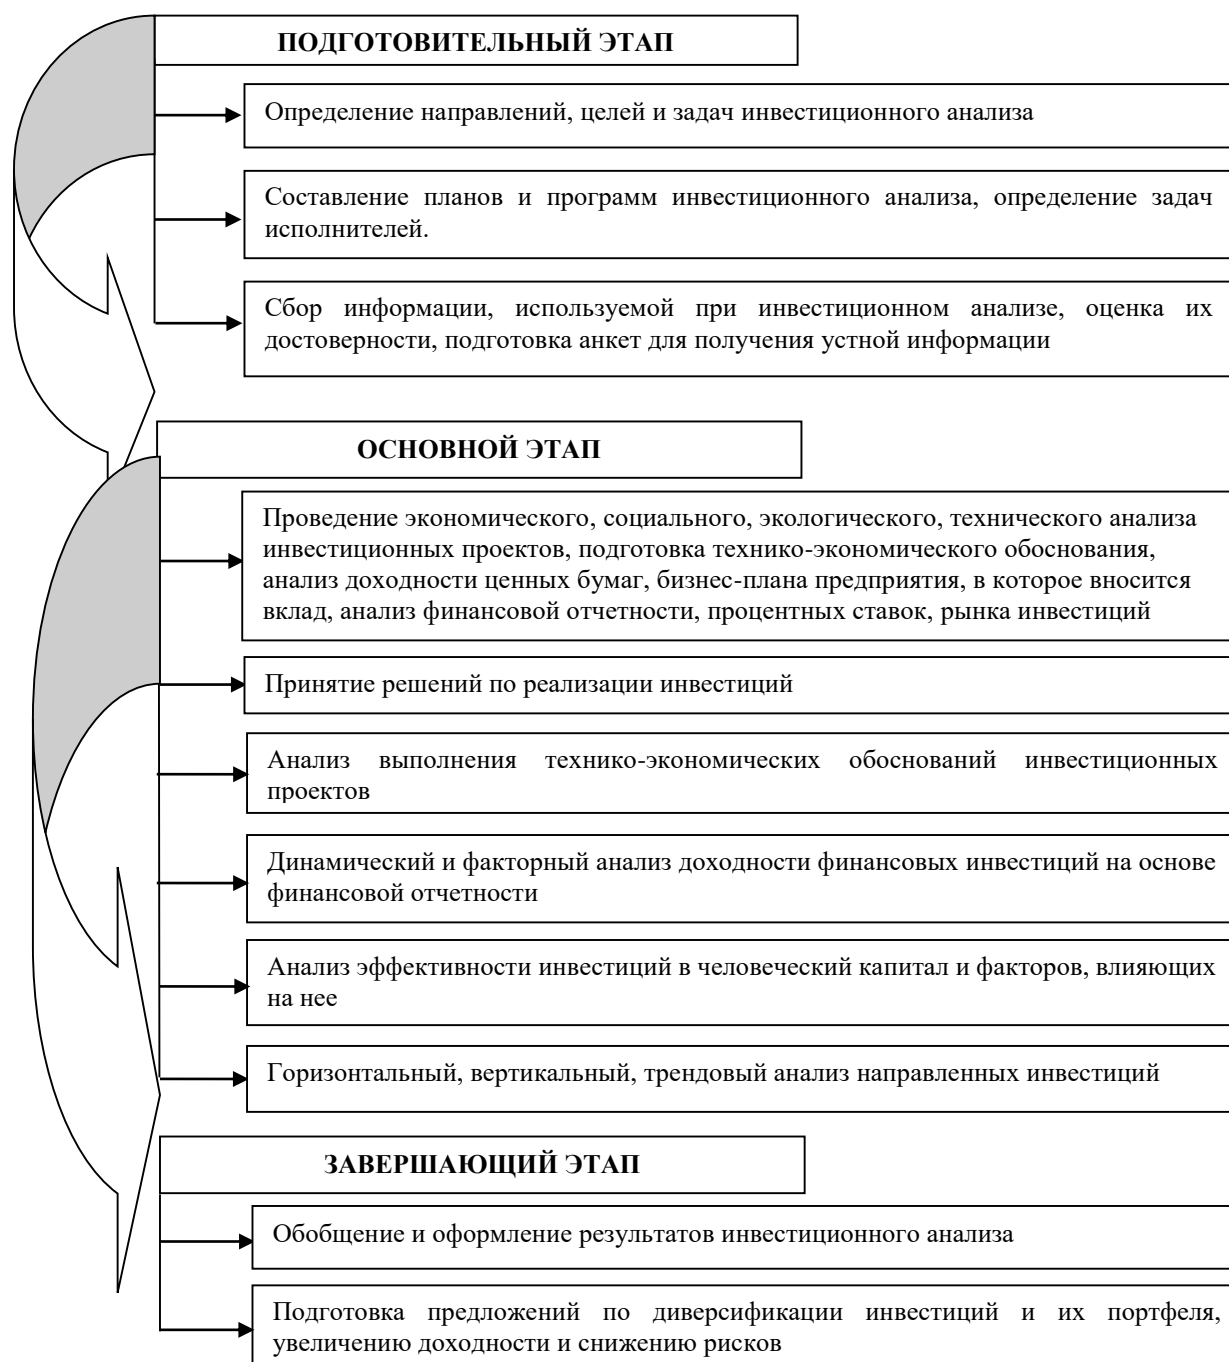 ПОДГОТОВИТЕЛЬНЫЙ ЭТАП
Определение направлений, целей и задач инвестиционного анализа
Составление планов и программ инвестиционного анализа, определение задач
исполнителей.
Сбор информации, используемой при инвестиционном анализе, оценка их
достоверности, подготовка анкет для получения устной информации
ОСНОВНОЙ ЭТАП
Проведение экономического, социального, экологического, технического анализа
инвестиционных проектов, подготовка технико-экономического обоснования,
анализ доходности ценных бумаг, бизнес-плана предприятия, в которое вносится
вклад, анализ финансовой отчетности, процентных ставок, рынка инвестиций
Принятие решений по реализации инвестиций
Анализ выполнения технико-экономических обоснований инвестиционных
проектов
Динамический и факторный анализ доходности финансовых инвестиций на основе
финансовой отчетности
Анализ эффективности инвестиций в человеческий капитал и факторов, влияющих
на нее
Горизонтальный, вертикальный, трендовый анализ направленных инвестиций
ЗАВЕРШАЮЩИЙ ЭТАП
Обобщение и оформление результатов инвестиционного анализа
Подготовка предложений по диверсификации инвестиций и их портфеля,
увеличению доходности и снижению рисков